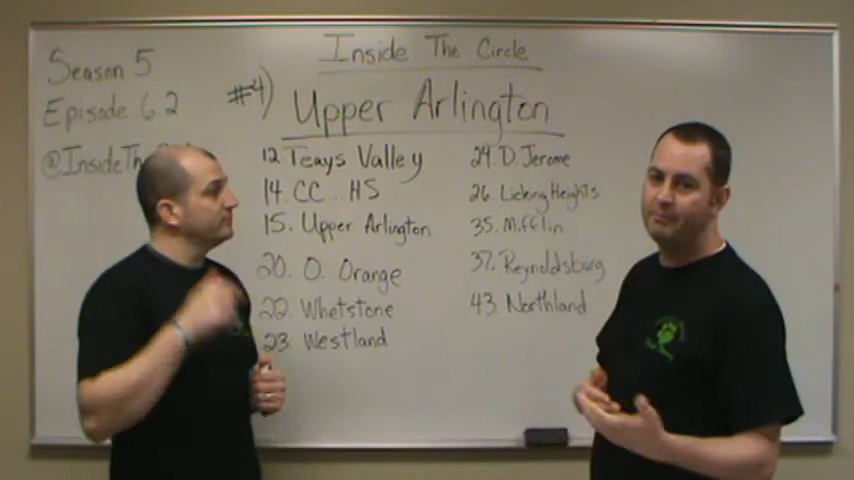 Inside The Circle
Season 5
Episode 6.2
@InsideTh
#4) Upper Arlington
12 Teays Valley
14. CC...HS
15. Upper Arlington
20. O. Orange
22. Whetstone
23. Westland
24. D. Jerome
26. Licking Heights
35. Mifflin
37. Reynoldsburg
43. Northland